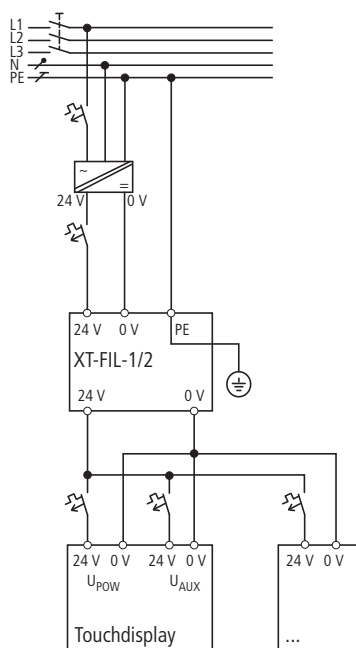 L1
L2
L3
N
PE
~
=
24 V 0 V
24 V 0 V PE
XT-FIL-1/2
24 V 0 V
24 V 0 V 24 V 0 V 24 V 0 V
UPOW UAUX
Touchdisplay ...